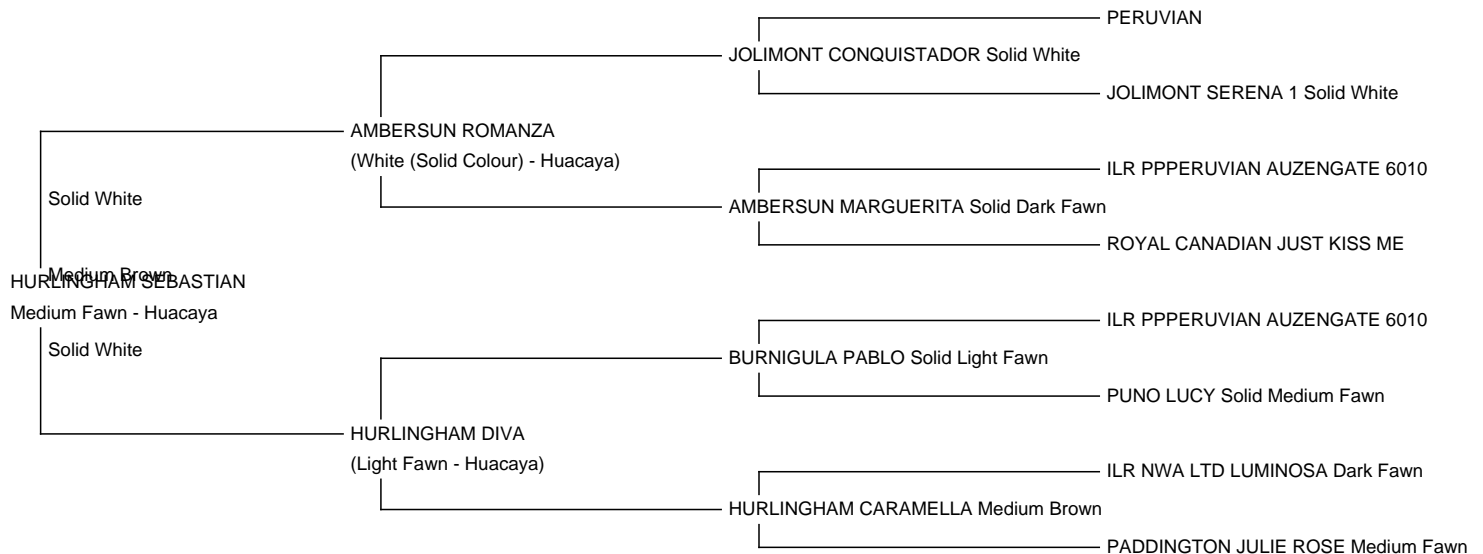 PERUVIAN
JOLIMONT CONQUISTADOR Solid White
JOLIMONT SERENA 1 Solid White
AMBERSUN ROMANZA
(White (Solid Colour) - Huacaya)
ILR PPPERUVIAN AUZENGATE 6010
Solid White
AMBERSUN MARGUERITA Solid Dark Fawn
ROYAL CANADIAN JUST KISS ME
Medium Brown
HURLINGHAM SEBASTIAN
Medium Fawn - Huacaya
ILR PPPERUVIAN AUZENGATE 6010
Solid White
BURNIGULA PABLO Solid Light Fawn
PUNO LUCY Solid Medium Fawn
HURLINGHAM DIVA
(Light Fawn - Huacaya)
ILR NWA LTD LUMINOSA Dark Fawn
HURLINGHAM CARAMELLA Medium Brown
PADDINGTON JULIE ROSE Medium Fawn